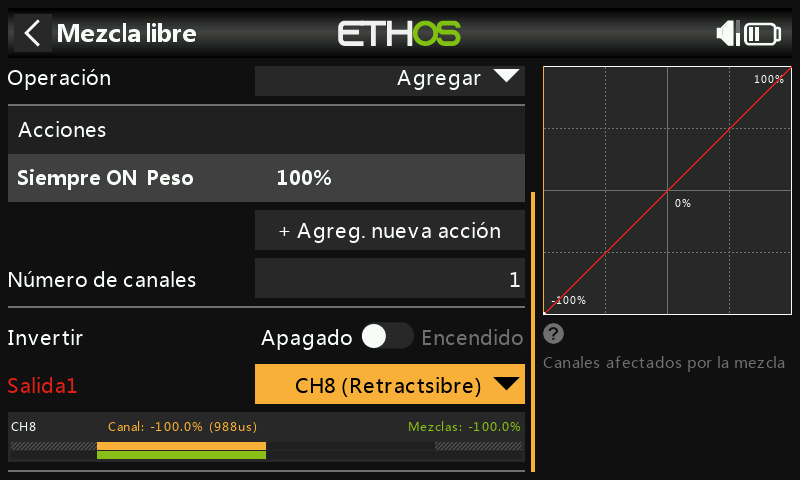 Mezcla libre
ETHOS
Operación
Agregar
Acciones
Siempre ON Peso 100%
+ Agreg. nueva acción
Número de canales
1
Invertir
Apagado
Encendido
Salida1
CH8 (Retractsibre)
CH8
Canal: -100.0% (988us)
Mezclas: -100.0%
100%
0%
-100%
?
Canales afectados por la mezcla